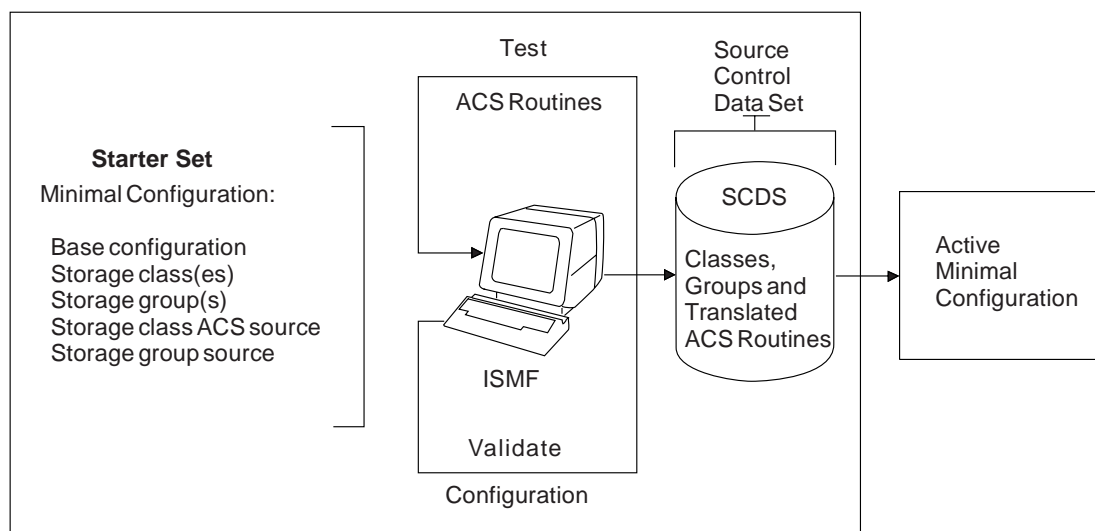 Starter Set
Minimal Configuration:
Base configuration
Storage class(es)
Storage group(s)
Storage class ACS source
Storage group source
Test
ACS Routines
ISMF
Validate
Configuration
Source
Control
Data Set
SCDS
Classes,
Groups and
Translated
ACS Routines
Active
Minimal
Configuration